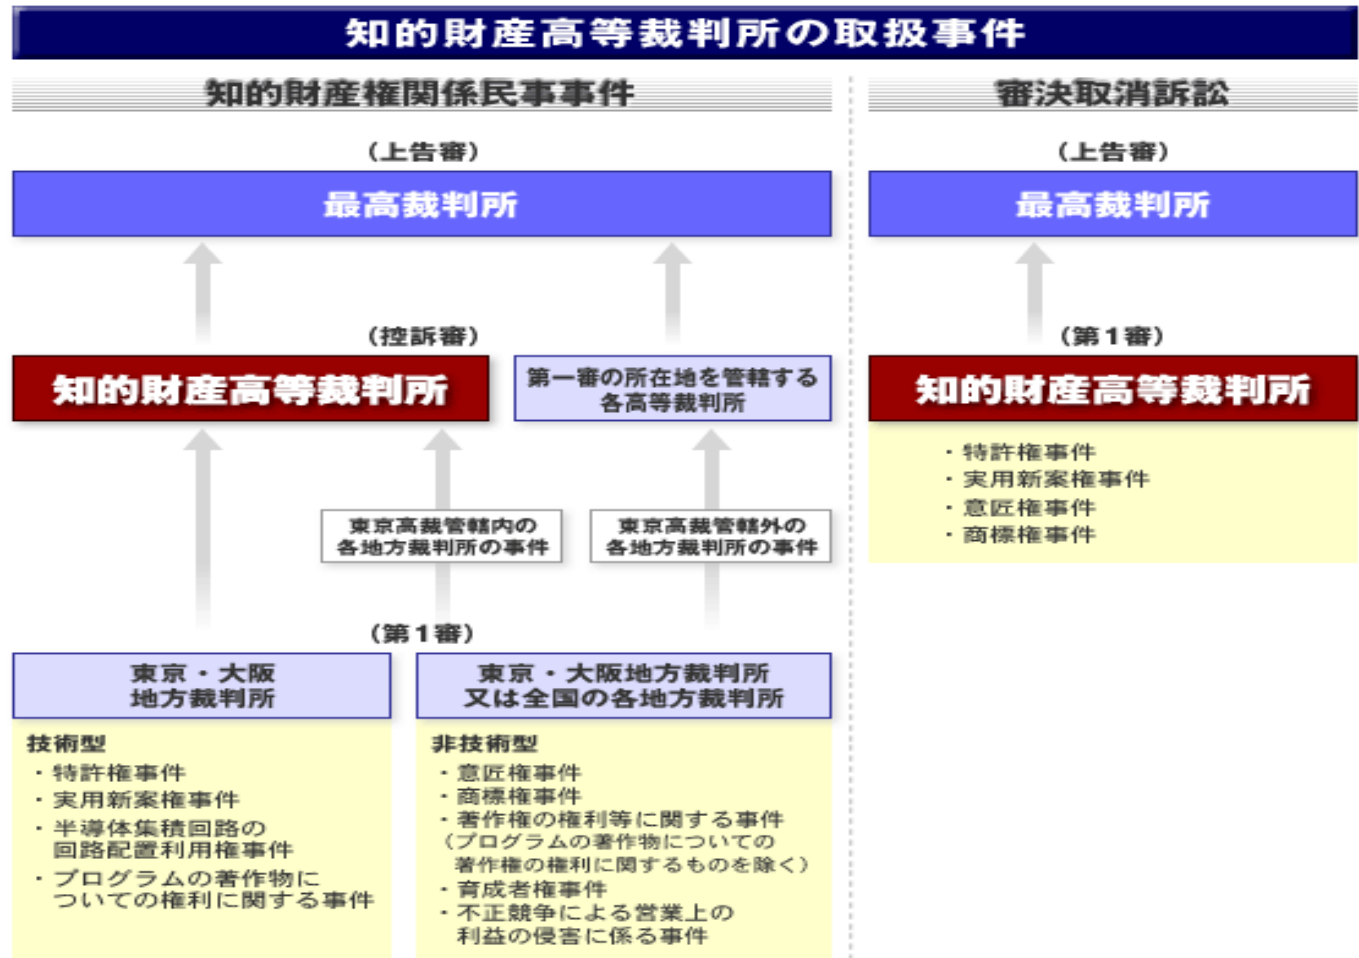 知的財産高等裁判所の取扱事件
知的財産権関係民事事件
(上告審)
最高裁判所
(控訴審)
知的財産高等裁判所
第一審の所在地を管轄する
各高等裁判所
東京高裁管轄内の
各地方裁判所の事件
東京高裁管轄外の
各地方裁判所の事件
(第1審)
東京・大阪
地方裁判所
技術型
・特許権事件
・実用新案権事件
・半導体集積回路の
回路配置利用権事件
・プログラムの著作物に
ついての権利に関する事件
東京・大阪地方裁判所
又は全国の各地方裁判所
非技術型
・意匠権事件
・商標権事件
・著作権の権利等に関する事件
(プログラムの著作物についての
著作権の権利に関するものを除く)
・育成者権事件
・不正競争による営業上の
利益の侵害に係る事件
審決取消訴訟
(上告審)
最高裁判所
(第1審)
知的財産高等裁判所
・特許権事件
・実用新案権事件
・意匠権事件
・商標権事件